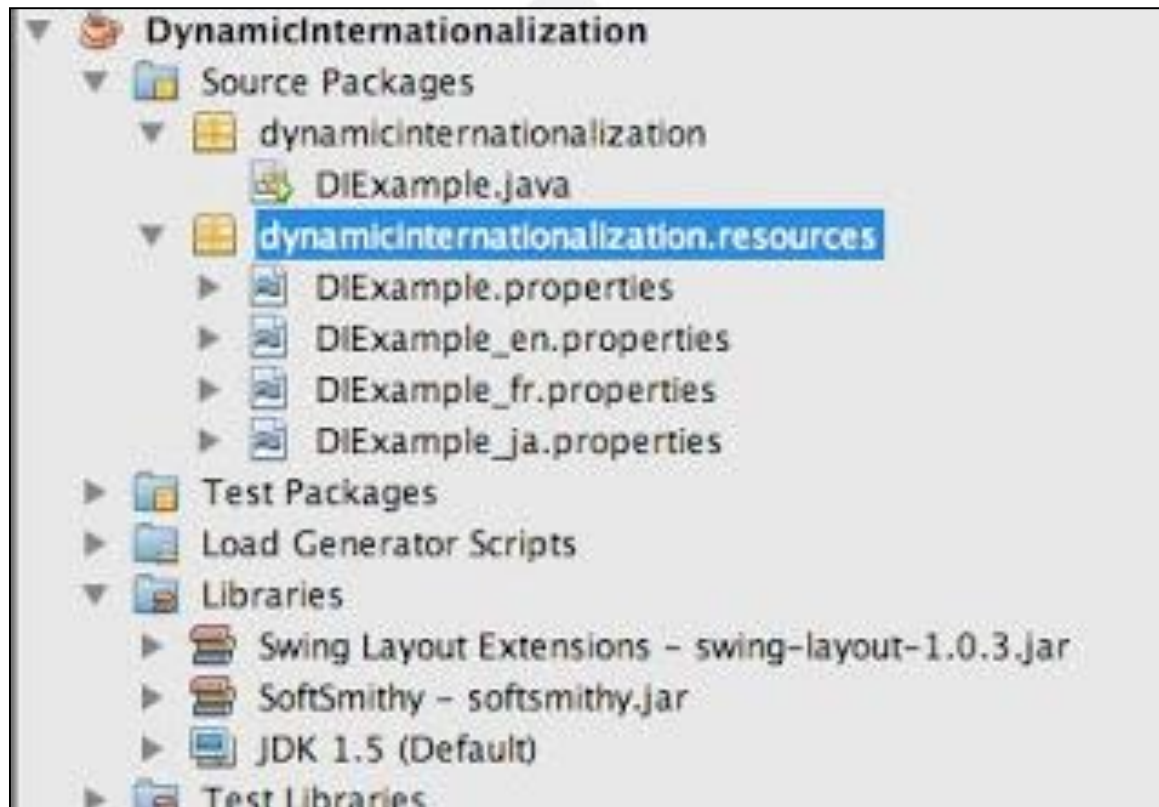 DynamicInternationalization
Source Packages
dynamicinternationalization
DIExample.java
dynamicinternationalization.resources
DIExample.properties
DIExample_en.properties
DIExample_fr.properties
DIExample_ja.properties
Test Packages
Load Generator Scripts
Libraries
Swing Layout Extensions - swing-layout-1.0.3.jar
SoftSmithy - softsmithy.jar
JDK 1.5 (Default)
Test Libraries